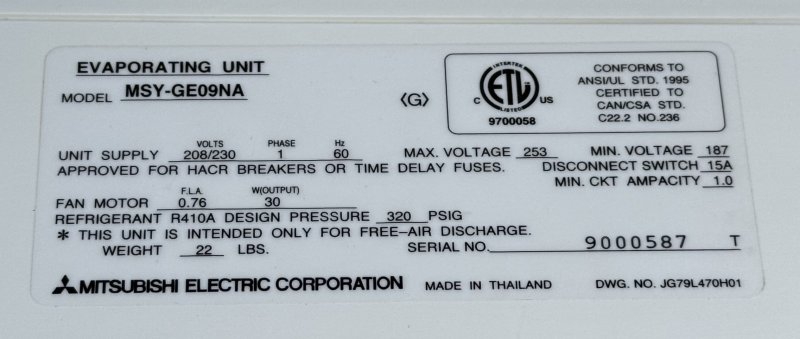 EVAPORATING UNIT
MODEL MSY-GE09NA
(G)
INTERTEK
ETL
LISTED
C US
9700058
CONFORMS TO
ANSI/UL STD. 1995
CERTIFIED TO
CAN/CSA STD.
C22.2 NO.236
VOLTS PHASE Hz
UNIT SUPPLY 208/230 1 60 MAX. VOLTAGE 253 MIN. VOLTAGE 187
APPROVED FOR HACR BREAKERS OR TIME DELAY FUSES. DISCONNECT SWITCH 15A
MIN. CKT AMPACITY 1.0
F.L.A. W(OUTPUT)
FAN MOTOR 0.76 30
REFRIGERANT R410A DESIGN PRESSURE 320 PSIG
* THIS UNIT IS INTENDED ONLY FOR FREE-AIR DISCHARGE.
WEIGHT 22 LBS. SERIAL NO. 9000587 T
MITSUBISHI ELECTRIC CORPORATION MADE IN THAILAND DWG. NO. JG79L470H01